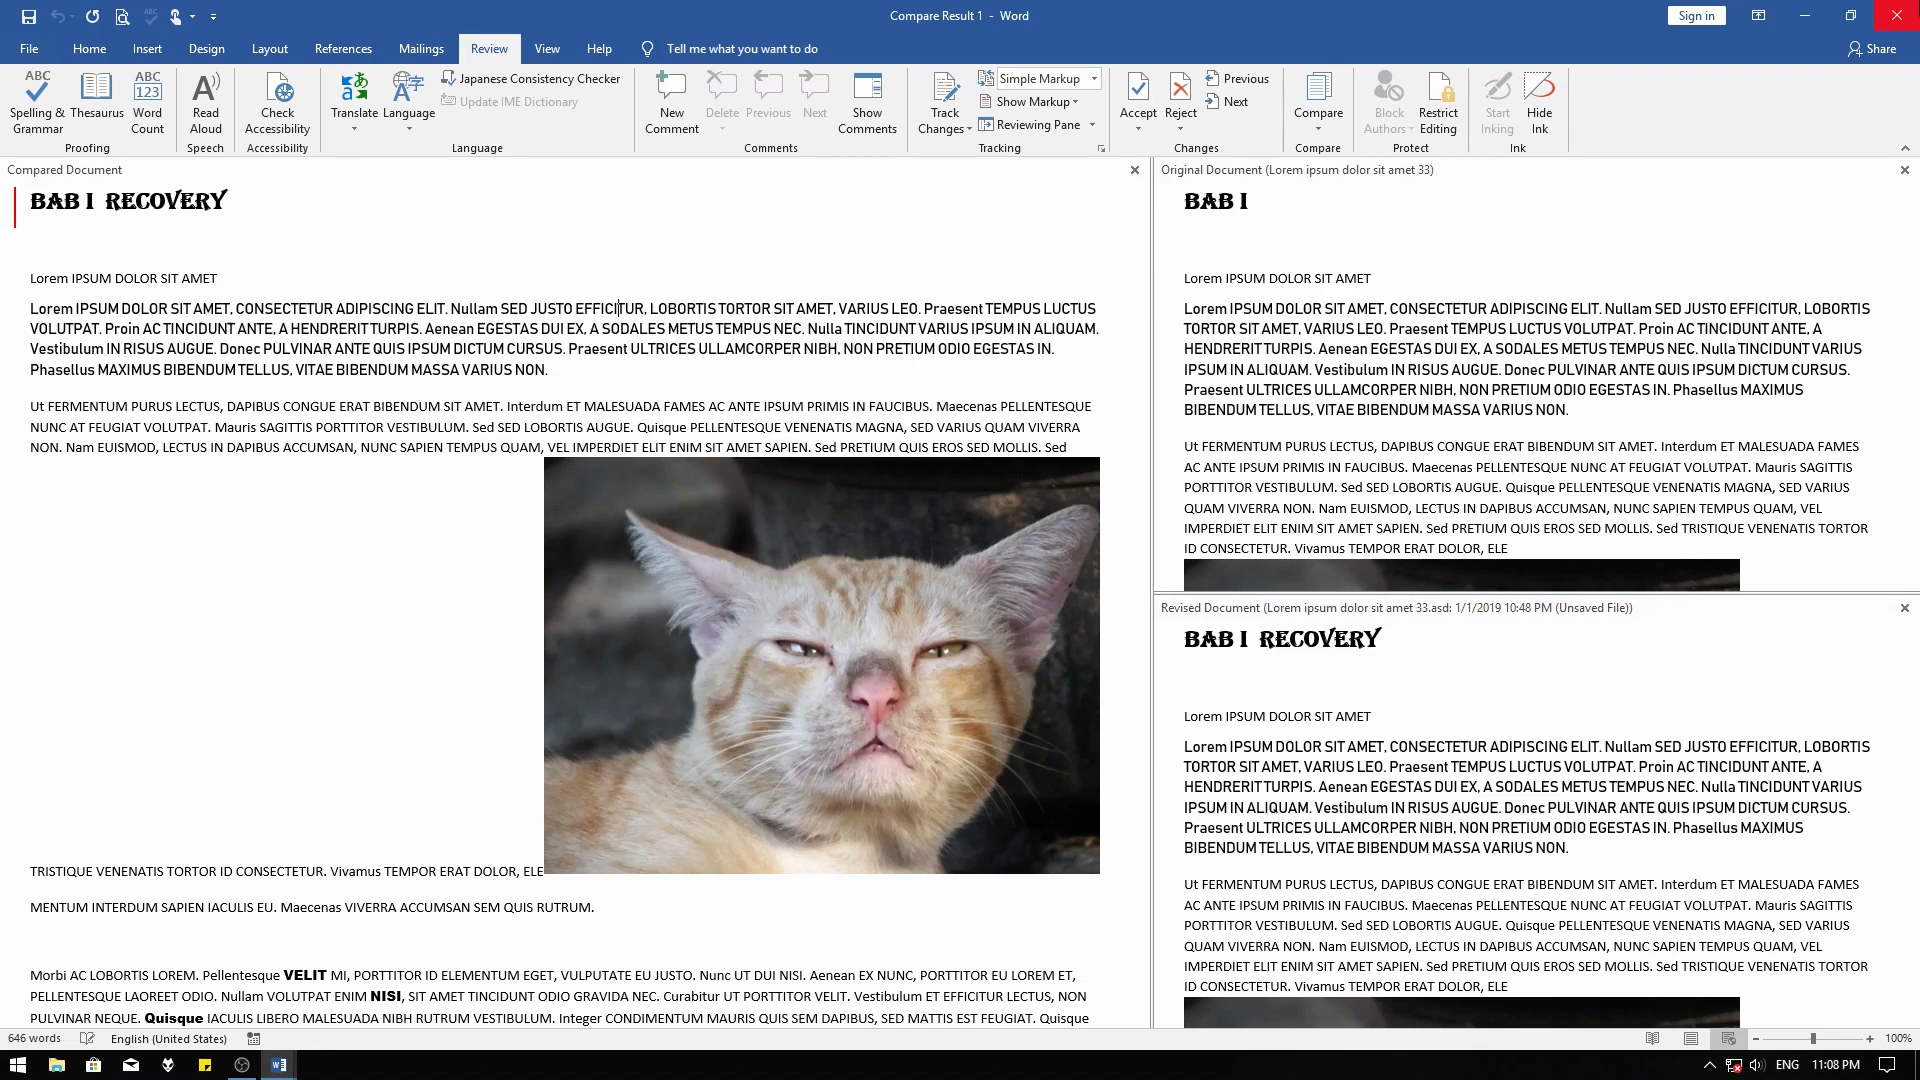 Compare Result 1 - Word
Sign in
File Home Insert Design Layout References Mailings Review View Help Tell me what you want to do Share
ABC Spelling & Grammar
Thesaurus
ABC 123 Word Count
Proofing
Read Aloud
Speech
Check Accessibility
Accessibility
Translate
Language
Japanese Consistency Checker
Update IME Dictionary
Language
New Comment
Delete
Previous
Next
Show Comments
Comments
Track Changes
Simple Markup
Show Markup
Reviewing Pane
Tracking
Accept
Reject
Previous
Next
Changes
Compare
Compare
Block Authors
Restrict Editing
Protect
Start Inking
Hide Ink
Ink
Compared Document
BAB I RECOVERY
Lorem IPSUM DOLOR SIT AMET
Lorem IPSUM DOLOR SIT AMET, CONSECTETUR ADIPISCING ELIT. Nullam SED JUSTO EFFICITUR, LOBORTIS TORTOR SIT AMET, VARIUS LEO. Praesent TEMPUS LUCTUS
VOLUTPAT. Proin AC TINCIDUNT ANTE, A HENDRERIT TURPIS. Aenean EGESTAS DUI EX, A SODALES METUS TEMPUS NEC. Nulla TINCIDUNT VARIUS IPSUM IN ALIQUAM.
Vestibulum IN RISUS AUGUE. Donec PULVINAR ANTE QUIS IPSUM DICTUM CURSUS. Praesent ULTRICES ULLAMCORPER NIBH, NON PRETIUM ODIO EGESTAS IN.
Phasellus MAXIMUS BIBENDUM TELLUS, VITAE BIBENDUM MASSA VARIUS NON.
Ut FERMENTUM PURUS LECTUS, DAPIBUS CONGUE ERAT BIBENDUM SIT AMET. Interdum ET MALESUADA FAMES AC ANTE IPSUM PRIMIS IN FAUCIBUS. Maecenas PELLENTESQUE
NUNC AT FEUGIAT VOLUTPAT. Mauris SAGITTIS PORTTITOR VESTIBULUM. Sed SED LOBORTIS AUGUE. Quisque PELLENTESQUE VENENATIS MAGNA, SED VARIUS QUAM VIVERRA
NON. Nam EUISMOD, LECTUS IN DAPIBUS ACCUMSAN, NUNC SAPIEN TEMPUS QUAM, VEL IMPERDIET ELIT ENIM SIT AMET SAPIEN. Sed PRETIUM QUIS EROS SED MOLLIS. Sed
TRISTIQUE VENENATIS TORTOR ID CONSECTETUR. Vivamus TEMPOR ERAT DOLOR, ELE
MENTUM INTERDUM SAPIEN IACULIS EU. Maecenas VIVERRA ACCUMSAN SEM QUIS RUTRUM.
Morbi AC LOBORTIS LOREM. Pellentesque VELIT MI, PORTTITOR ID ELEMENTUM EGET, VULPUTATE EU JUSTO. Nunc UT DUI NISI. Aenean EX NUNC, PORTTITOR EU LOREM ET,
PELLENTESQUE LAOREET ODIO. Nullam VOLUTPAT ENIM NISI, SIT AMET TINCIDUNT ODIO GRAVIDA NEC. Curabitur UT PORTTITOR VELIT. Vestibulum ET EFFICITUR LECTUS, NON
PULVINAR NEQUE. Quisque IACULIS LIBERO MALESUADA NIBH RUTRUM VESTIBULUM. Integer CONDIMENTUM MAURIS QUIS SEM DAPIBUS, SED MATTIS EST FEUGIAT. Quisque
Original Document (Lorem ipsum dolor sit amet 33)
BAB I
Lorem IPSUM DOLOR SIT AMET
Lorem IPSUM DOLOR SIT AMET, CONSECTETUR ADIPISCING ELIT. Nullam SED JUSTO EFFICITUR, LOBORTIS
TORTOR SIT AMET, VARIUS LEO. Praesent TEMPUS LUCTUS VOLUTPAT. Proin AC TINCIDUNT ANTE, A
HENDRERIT TURPIS. Aenean EGESTAS DUI EX, A SODALES METUS TEMPUS NEC. Nulla TINCIDUNT VARIUS
IPSUM IN ALIQUAM. Vestibulum IN RISUS AUGUE. Donec PULVINAR ANTE QUIS IPSUM DICTUM CURSUS.
Praesent ULTRICES ULLAMCORPER NIBH, NON PRETIUM ODIO EGESTAS IN. Phasellus MAXIMUS
BIBENDUM TELLUS, VITAE BIBENDUM MASSA VARIUS NON.
Ut FERMENTUM PURUS LECTUS, DAPIBUS CONGUE ERAT BIBENDUM SIT AMET. Interdum ET MALESUADA FAMES
AC ANTE IPSUM PRIMIS IN FAUCIBUS. Maecenas PELLENTESQUE NUNC AT FEUGIAT VOLUTPAT. Mauris SAGITTIS
PORTTITOR VESTIBULUM. Sed SED LOBORTIS AUGUE. Quisque PELLENTESQUE VENENATIS MAGNA, SED VARIUS
QUAM VIVERRA NON. Nam EUISMOD, LECTUS IN DAPIBUS ACCUMSAN, NUNC SAPIEN TEMPUS QUAM, VEL
IMPERDIET ELIT ENIM SIT AMET SAPIEN. Sed PRETIUM QUIS EROS SED MOLLIS. Sed TRISTIQUE VENENATIS TORTOR
ID CONSECTETUR. Vivamus TEMPOR ERAT DOLOR, ELE
Revised Document (Lorem ipsum dolor sit amet 33.asd: 1/1/2019 10:48 PM (Unsaved File))
BAB I RECOVERY
Lorem IPSUM DOLOR SIT AMET
Lorem IPSUM DOLOR SIT AMET, CONSECTETUR ADIPISCING ELIT. Nullam SED JUSTO EFFICITUR, LOBORTIS
TORTOR SIT AMET, VARIUS LEO. Praesent TEMPUS LUCTUS VOLUTPAT. Proin AC TINCIDUNT ANTE, A
HENDRERIT TURPIS. Aenean EGESTAS DUI EX, A SODALES METUS TEMPUS NEC. Nulla TINCIDUNT VARIUS
IPSUM IN ALIQUAM. Vestibulum IN RISUS AUGUE. Donec PULVINAR ANTE QUIS IPSUM DICTUM CURSUS.
Praesent ULTRICES ULLAMCORPER NIBH, NON PRETIUM ODIO EGESTAS IN. Phasellus MAXIMUS
BIBENDUM TELLUS, VITAE BIBENDUM MASSA VARIUS NON.
Ut FERMENTUM PURUS LECTUS, DAPIBUS CONGUE ERAT BIBENDUM SIT AMET. Interdum ET MALESUADA FAMES
AC ANTE IPSUM PRIMIS IN FAUCIBUS. Maecenas PELLENTESQUE NUNC AT FEUGIAT VOLUTPAT. Mauris SAGITTIS
PORTTITOR VESTIBULUM. Sed SED LOBORTIS AUGUE. Quisque PELLENTESQUE VENENATIS MAGNA, SED VARIUS
QUAM VIVERRA NON. Nam EUISMOD, LECTUS IN DAPIBUS ACCUMSAN, NUNC SAPIEN TEMPUS QUAM, VEL
IMPERDIET ELIT ENIM SIT AMET SAPIEN. Sed PRETIUM QUIS EROS SED MOLLIS. Sed TRISTIQUE VENENATIS TORTOR
ID CONSECTETUR. Vivamus TEMPOR ERAT DOLOR, ELE
646 words English (United States) 100%
ENG 11:08 PM